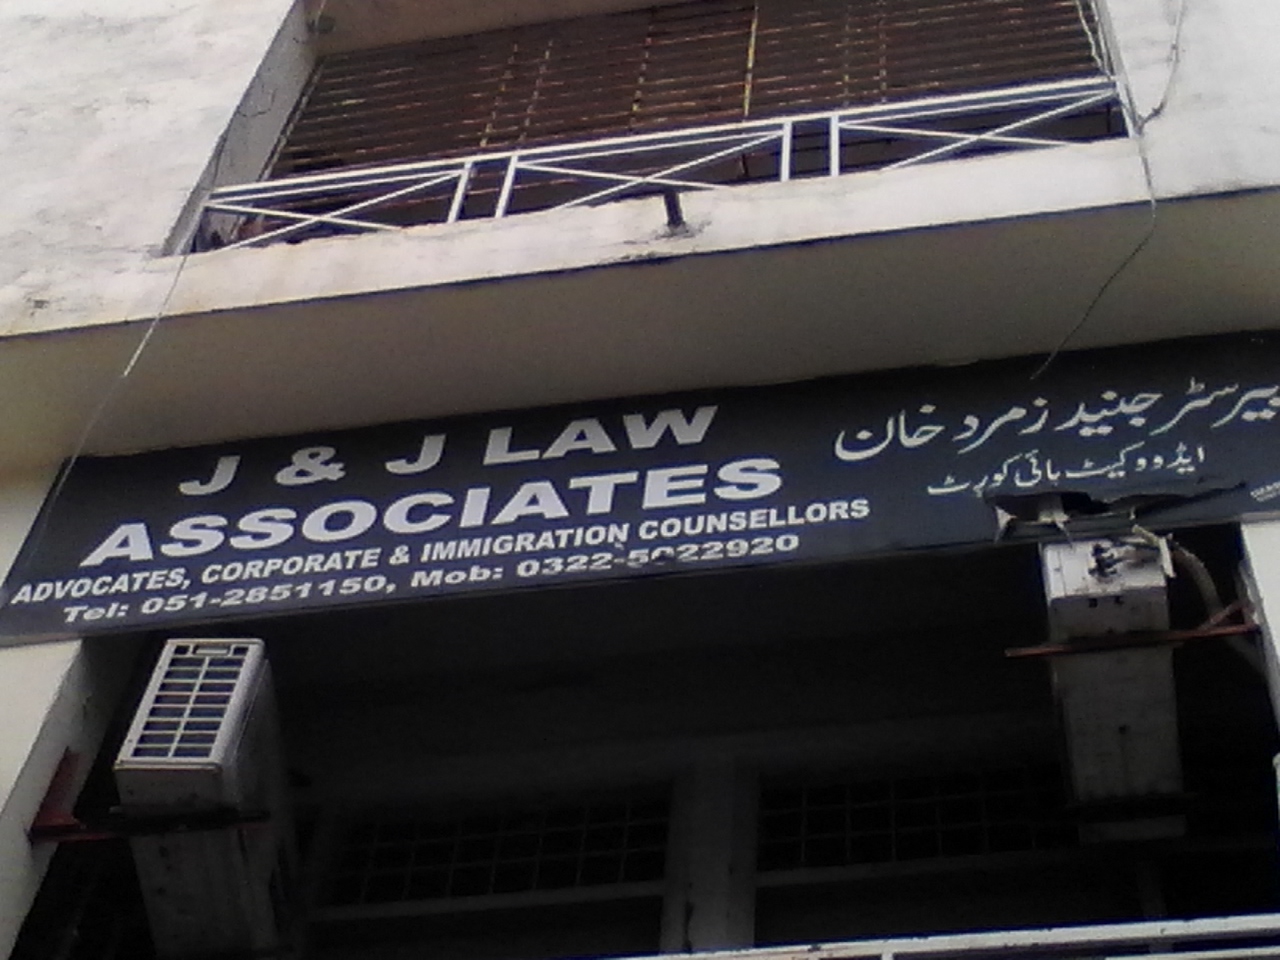 J & J LAW
ASSOCIATES
ADVOCATES, CORPORATE & IMMIGRATION COUNSELLORS
Tel: 051-2851150, Mob: 0322-5022920
بیرسٹر جنید زمرد خان
ایڈووکیٹ ہائی کورٹ